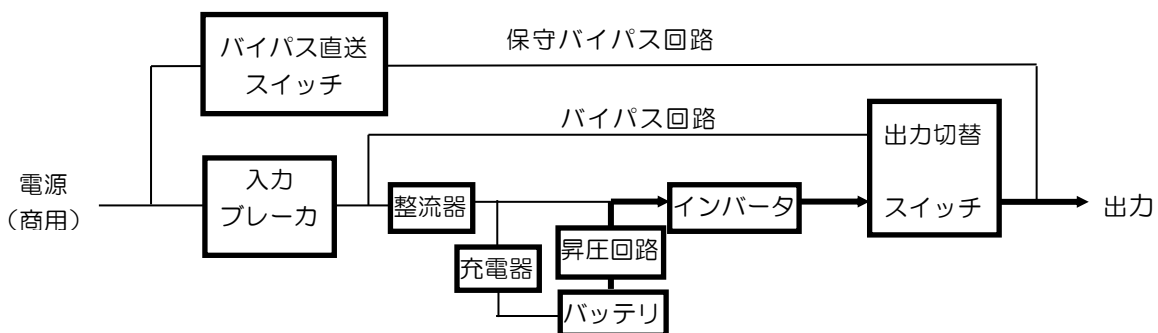 保守バイパス回路
バイパス直送
スイッチ
バイパス回路
出力切替
スイッチ
電源
(商用)
入力
ブレーカ
整流器
インバータ
出力
充電器
昇圧回路
バッテリ